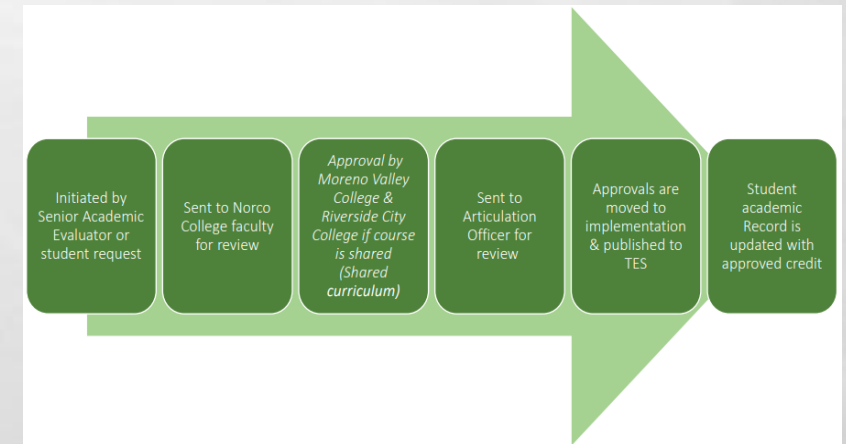 Initiated by
Senior Academic
Evaluator or
student request
Sent to Norco
College faculty
for review
Approval by
Moreno Valley
College &
Riverside City
College if course
is shared
(Shared
curriculum)
Sent to
Articulation
Officer for
review
Approvals are
moved to
implementation
& published to
TES
Student
academic
Record is
updated with
approved credit